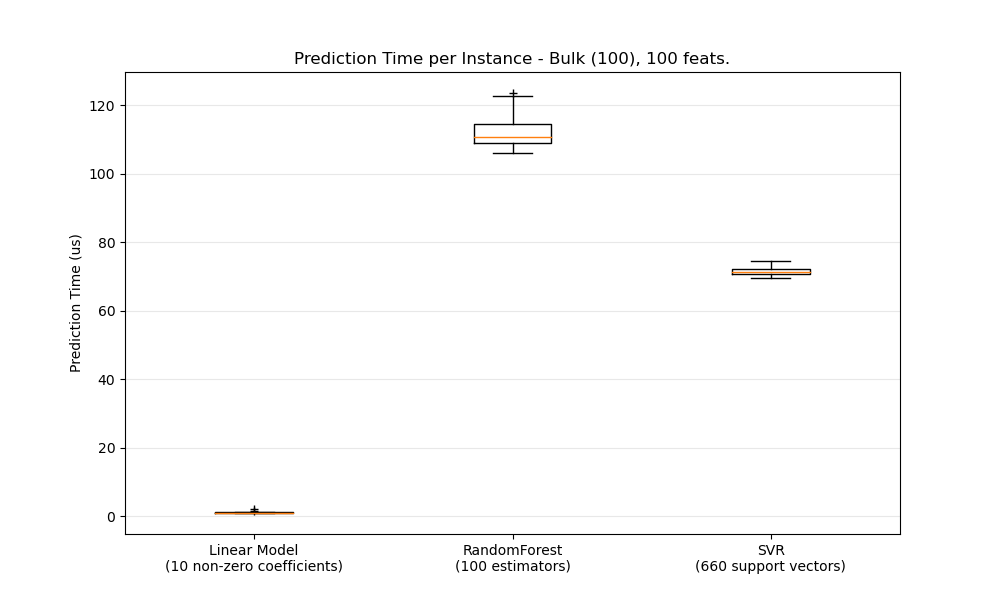 Prediction Time per Instance - Bulk (100), 100 feats.
Prediction Time (us)
120
100
80
60
40
20
0
Linear Model
(10 non-zero coefficients)
RandomForest
(100 estimators)
SVR
(660 support vectors)